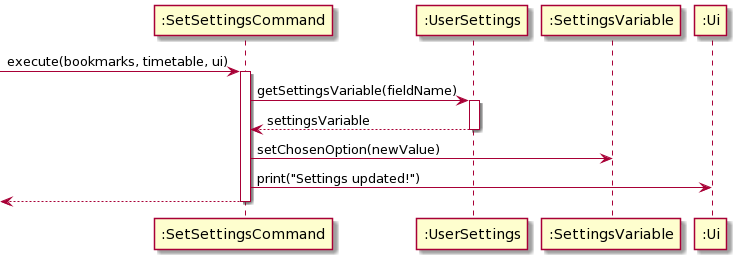 :SetSettingsCommand
:UserSettings
:SettingsVariable
:Ui
execute(bookmarks, timetable, ui)
getSettingsVariable(fieldName)
settingsVariable
setChosenOption(newValue)
print("Settings updated!")
:SetSettingsCommand
:UserSettings
:SettingsVariable
:Ui